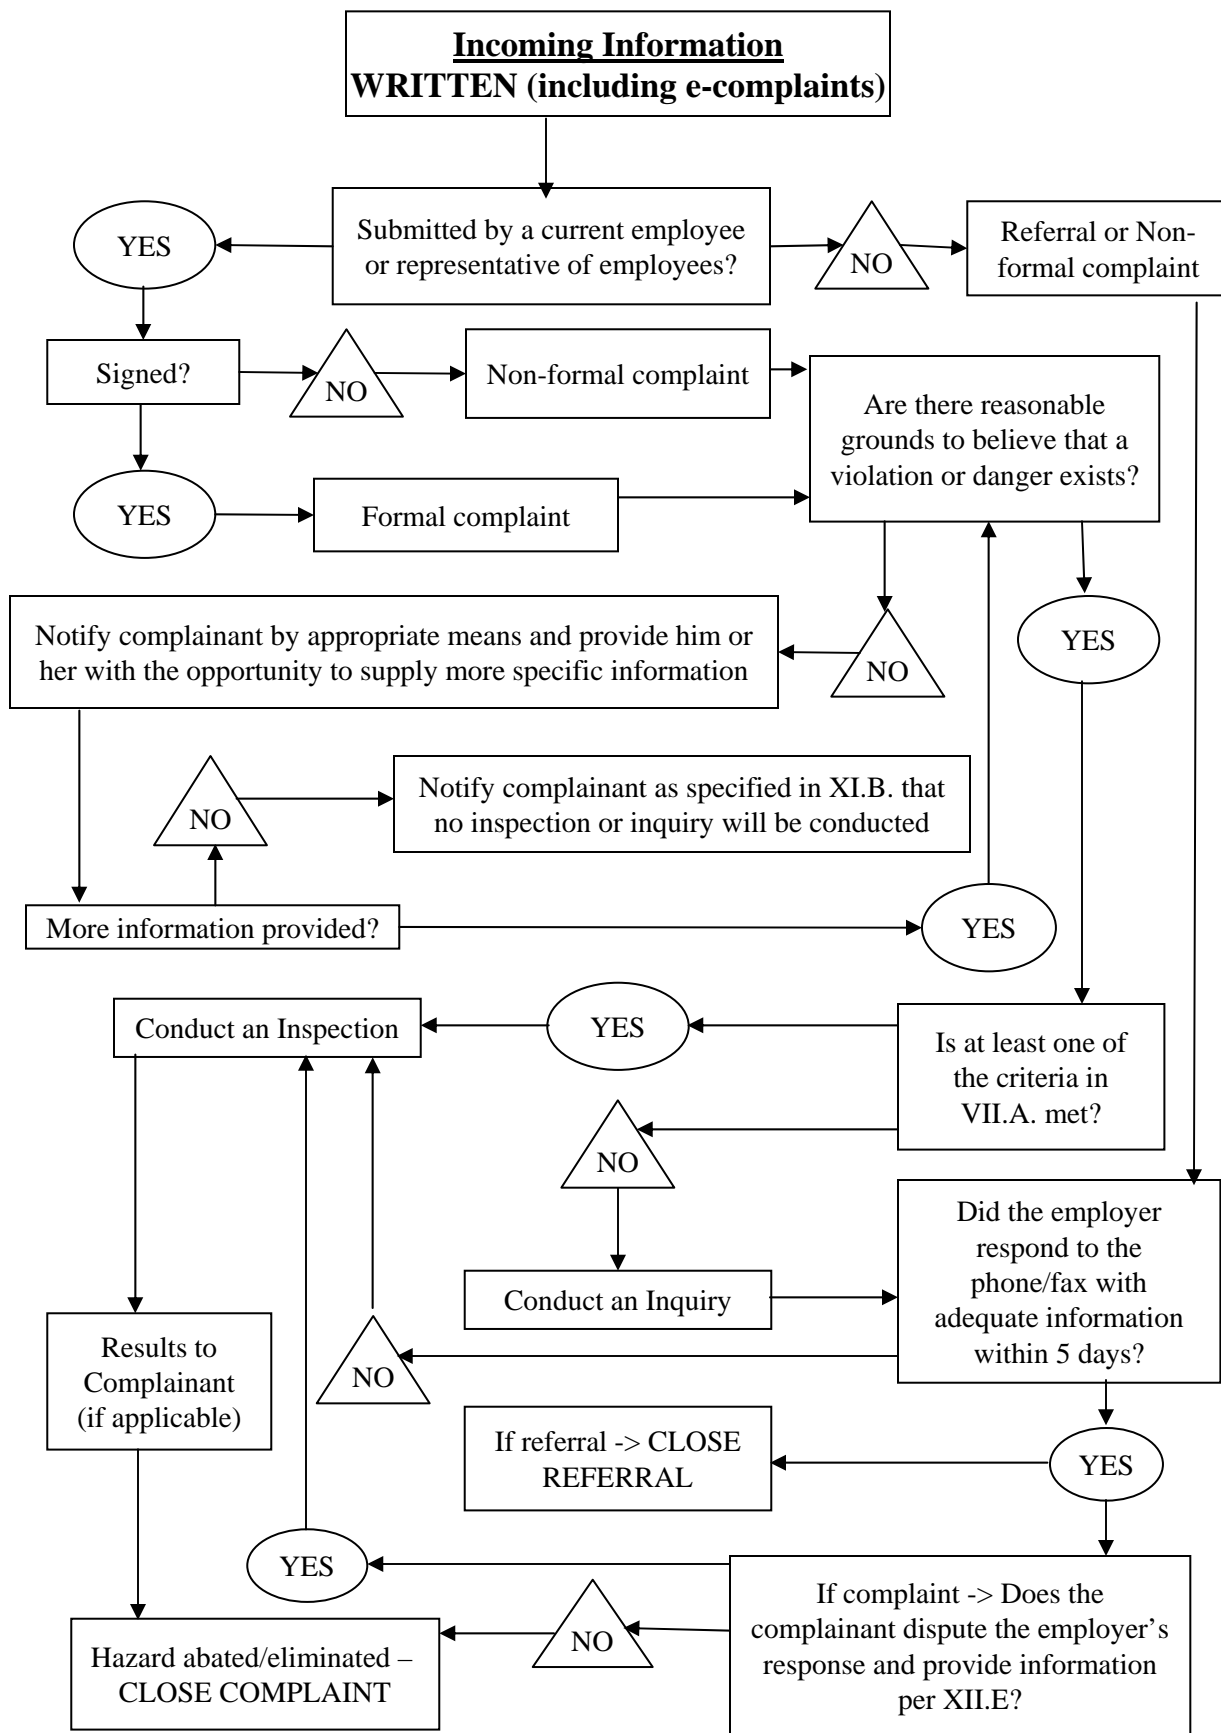 Incoming Information
WRITTEN (including e-complaints)
YES
Submitted by a current employee
or representative of employees?
NO
Referral or Non-
formal complaint
Signed?
NO
Non-formal complaint
Are there reasonable
grounds to believe that a
violation or danger exists?
YES
Formal complaint
Notify complainant by appropriate means and provide him or
her with the opportunity to supply more specific information
NO
YES
NO
Notify complainant as specified in XI.B. that
no inspection or inquiry will be conducted
More information provided?
YES
Conduct an Inspection
YES
Is at least one of
the criteria in
VII.A. met?
NO
Did the employer
respond to the
phone/fax with
adequate information
within 5 days?
Conduct an Inquiry
Results to
Complainant
(if applicable)
NO
If referral -> CLOSE
REFERRAL
YES
YES
If complaint -> Does the
complainant dispute the employer’s
response and provide information
per XII.E?
NO
Hazard abated/eliminated –
CLOSE COMPLAINT